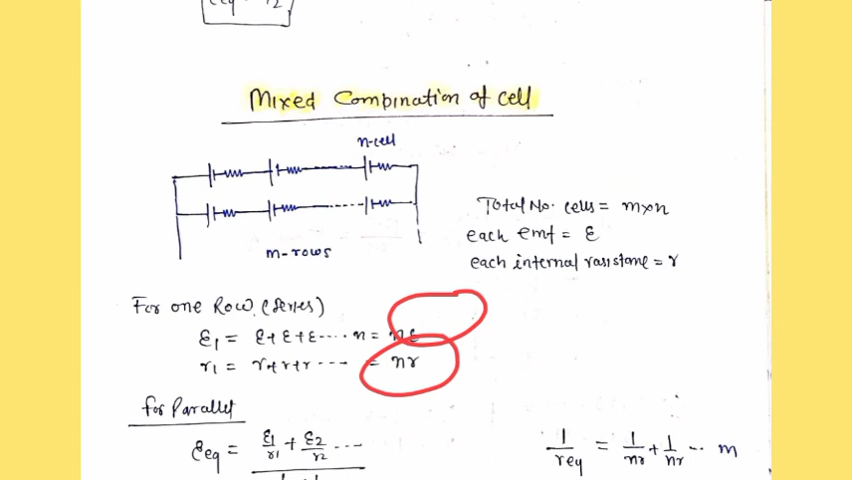 Mixed Combination of cell
n-cell
m-rows
Total No. cells = m×n
each emf = ε
each internal rasistane = r
For one Row. (series)
ε₁ = ε+ε+ε.... n = nε
r₁ = r+r+r.... = nr
for Parallel
εeq = ε₁/r₁ + ε₂/r₂ ...
1/req = 1/nr + 1/nr .. m